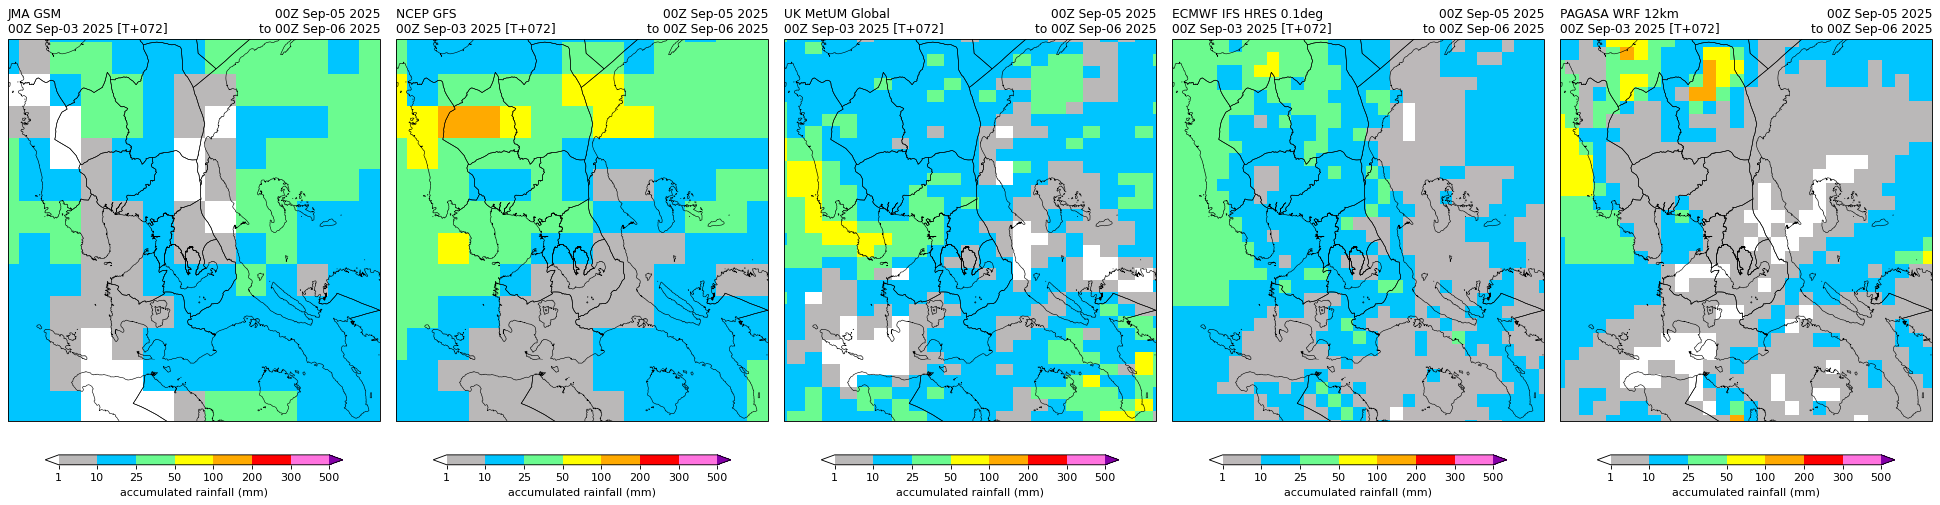 JMA GSM 00Z Sep-05 2025
00Z Sep-03 2025 [T+072] to 00Z Sep-06 2025
1 10 25 50 100 200 300 500
accumulated rainfall (mm)
NCEP GFS 00Z Sep-05 2025
00Z Sep-03 2025 [T+072] to 00Z Sep-06 2025
1 10 25 50 100 200 300 500
accumulated rainfall (mm)
UK MetUM Global 00Z Sep-05 2025
00Z Sep-03 2025 [T+072] to 00Z Sep-06 2025
1 10 25 50 100 200 300 500
accumulated rainfall (mm)
ECMWF IFS HRES 0.1deg 00Z Sep-05 2025
00Z Sep-03 2025 [T+072] to 00Z Sep-06 2025
1 10 25 50 100 200 300 500
accumulated rainfall (mm)
PAGASA WRF 12km 00Z Sep-05 2025
00Z Sep-03 2025 [T+072] to 00Z Sep-06 2025
1 10 25 50 100 200 300 500
accumulated rainfall (mm)